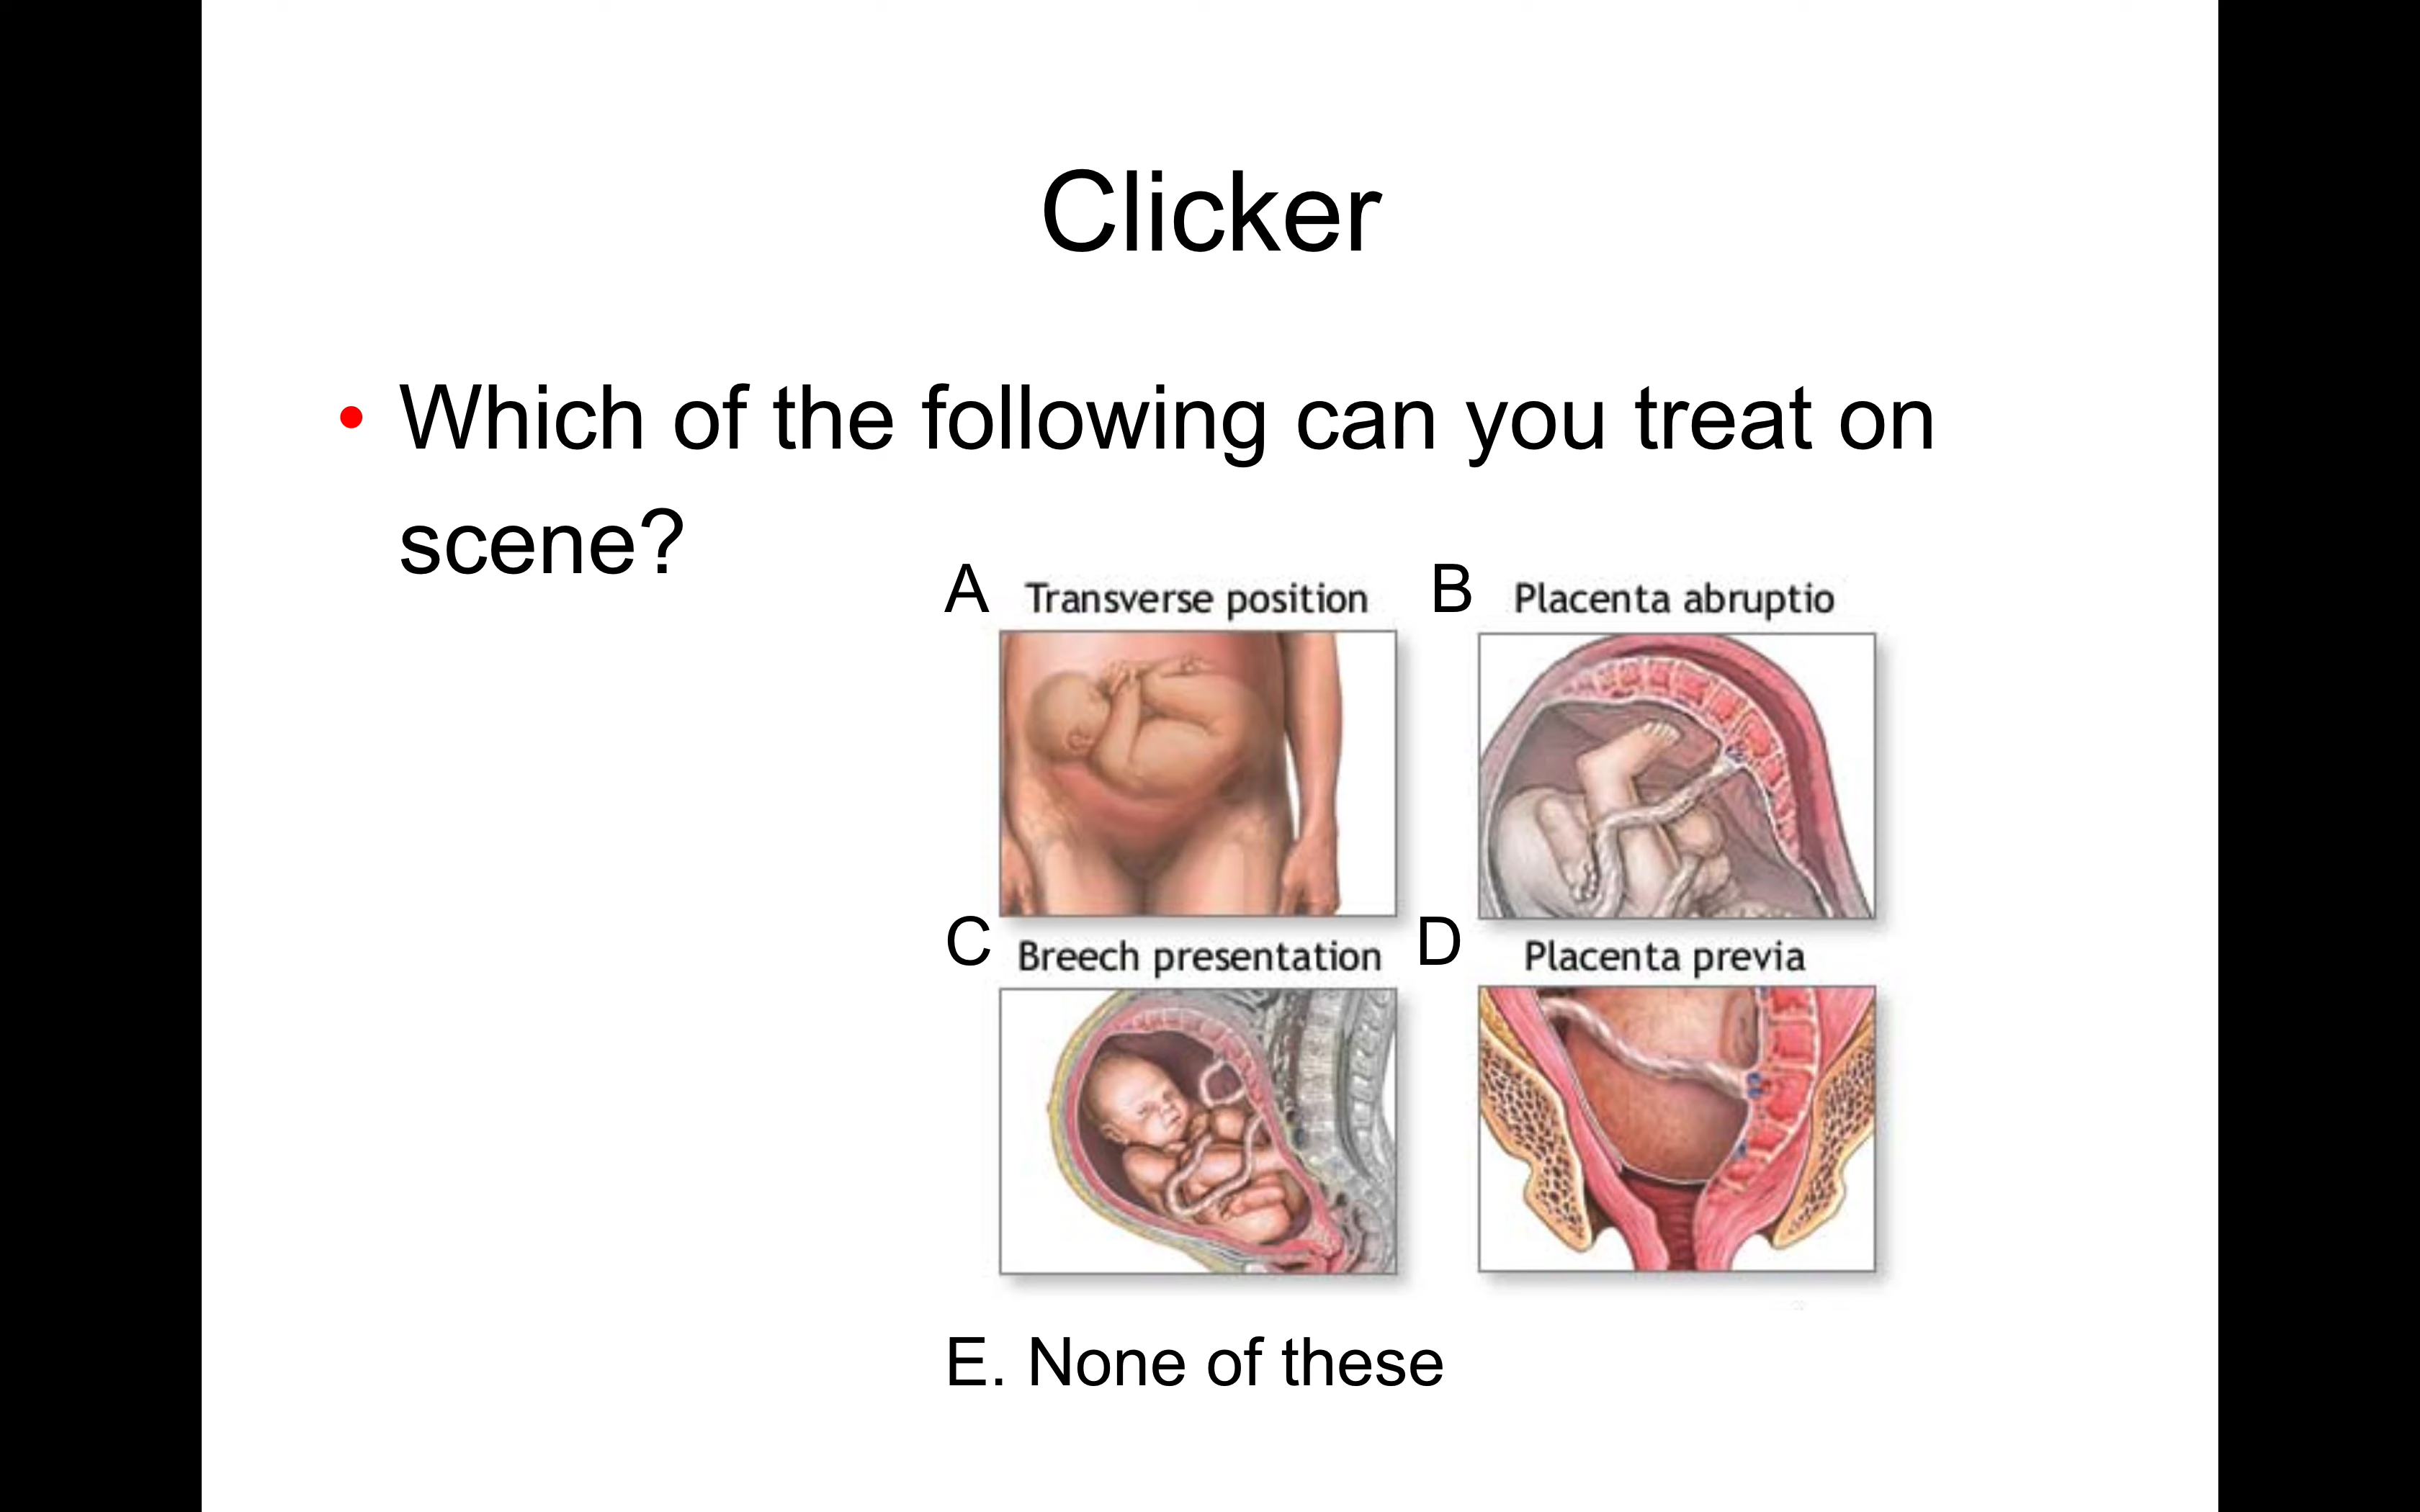 Clicker
• Which of the following can you treat on
scene?
A Transverse position
B Placenta abruptio
C Breech presentation
D Placenta previa
E. None of these